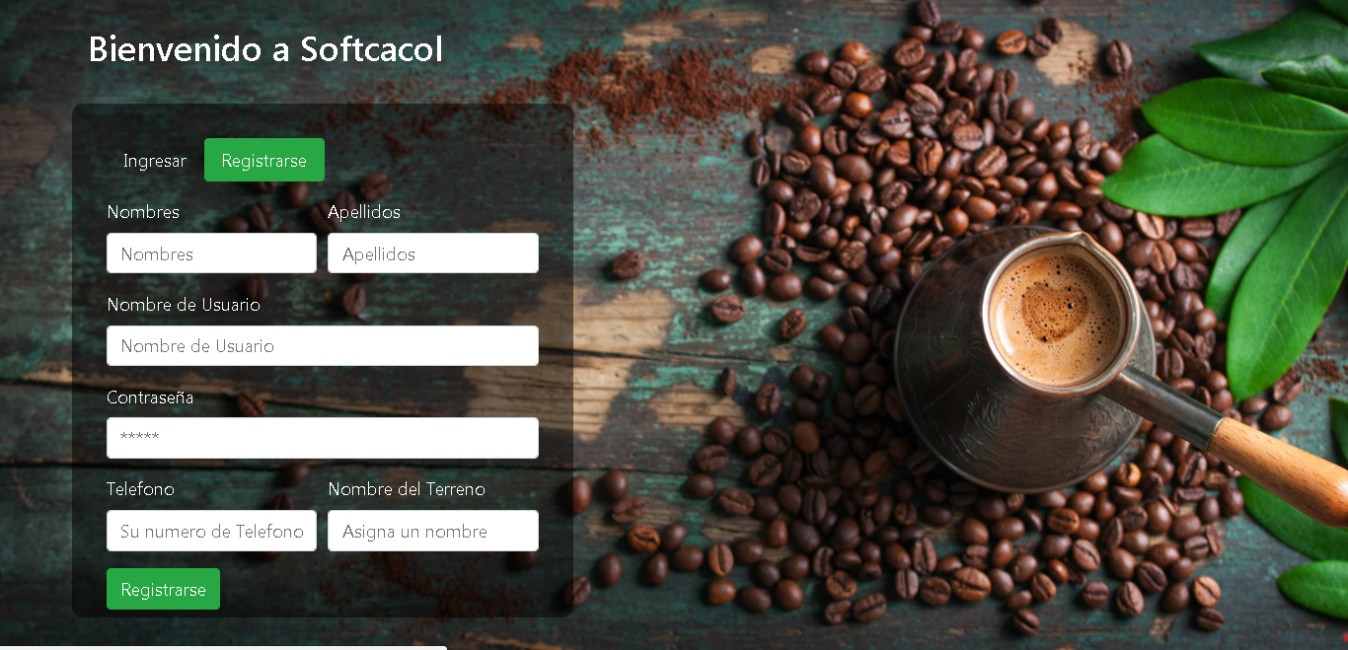 Bienvenido a Softcacol
Ingresar Registrarse
Nombres Apellidos
Nombres Apellidos
Nombre de Usuario
Nombre de Usuario
Contraseña
*****
Telefono Nombre del Terreno
Su numero de Telefono Asigna un nombre
Registrarse